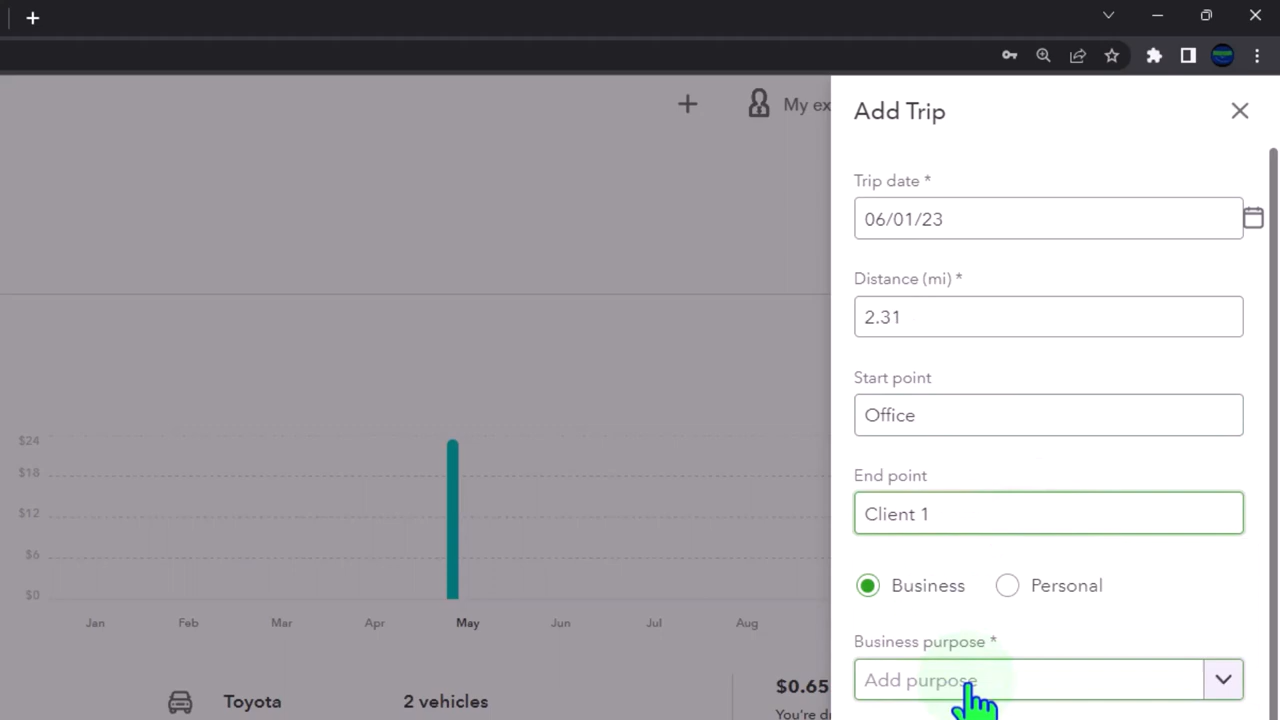 My ex
Add Trip
Trip date *
06/01/23
Distance (mi) *
2.31
Start point
Office
End point
Client 1
Business Personal
Business purpose *
Add purpose
$24
$18
$12
$6
$0
Jan Feb Mar Apr May Jun Jul Aug
Toyota 2 vehicles
$0.65
You're d